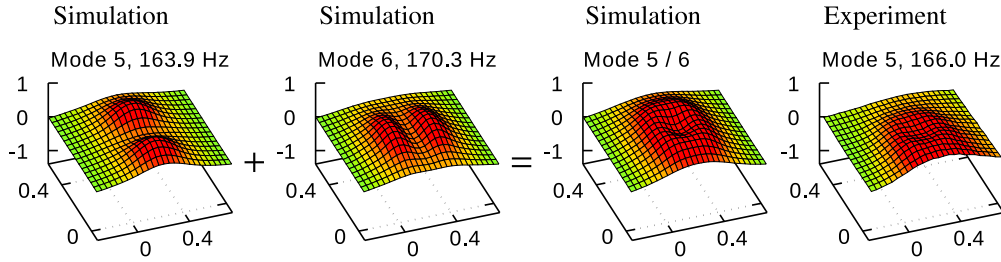 Simulation Simulation Simulation Experiment
Mode 5, 163.9 Hz Mode 6, 170.3 Hz Mode 5 / 6 Mode 5, 166.0 Hz
1 1 1 1
0 0 0 0
-1 -1 -1 -1
+ =
0.4 0.4 0.4 0.4
0.4 0.4 0.4 0.4
0 0 0 0
0 0 0 0